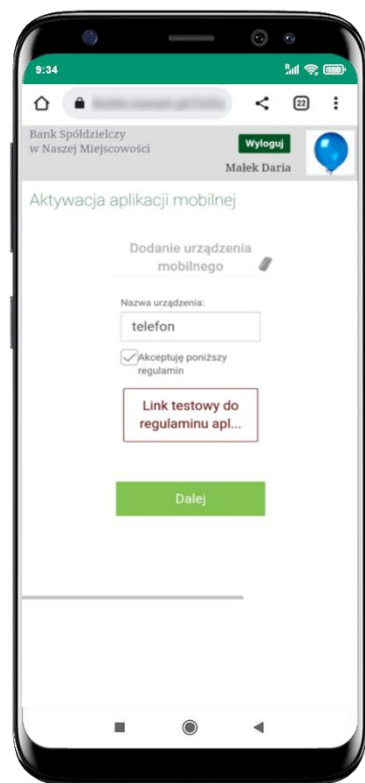 9:34
22
Bank Spółdzielczy
w Naszej Miejscowości
Wyloguj
Małek Daria
Aktywacja aplikacji mobilnej
Dodanie urządzenia
mobilnego
Nazwa urządzenia:
telefon
Akceptuję poniższy
regulamin
Link testowy do
regulaminu apl...
Dalej